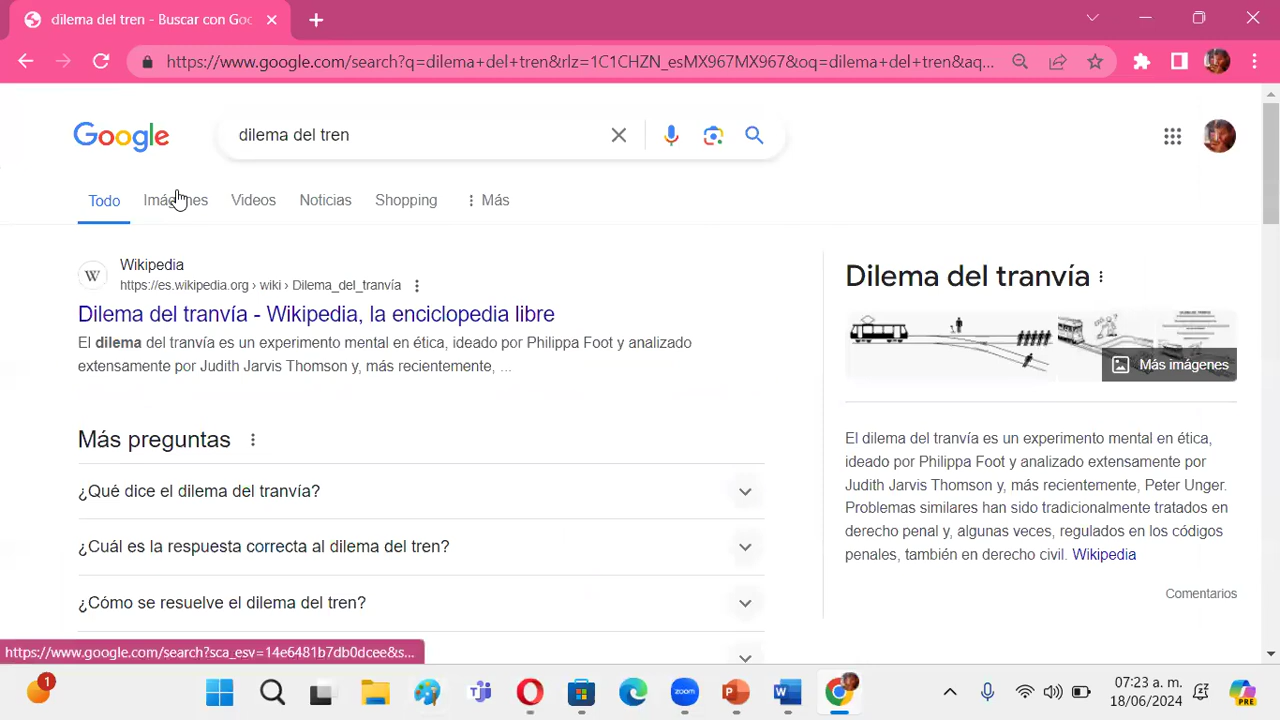 dilema del tren - Buscar con Goo
https://www.google.com/search?q=dilema+del+tren&rlz=1C1CHZN_esMX967MX967&oq=dilema+del+tren&aq...
Google
dilema del tren
Todo
Imágenes
Videos
Noticias
Shopping
Más
W
Wikipedia
https://es.wikipedia.org › wiki › Dilema_del_tranvía
Dilema del tranvía - Wikipedia, la enciclopedia libre
El dilema del tranvía es un experimento mental en ética, ideado por Philippa Foot y analizado
extensamente por Judith Jarvis Thomson y, más recientemente, ...
Más preguntas
¿Qué dice el dilema del tranvía?
¿Cuál es la respuesta correcta al dilema del tren?
¿Cómo se resuelve el dilema del tren?
Dilema del tranvía
Más imágenes
El dilema del tranvía es un experimento mental en ética,
ideado por Philippa Foot y analizado extensamente por
Judith Jarvis Thomson y, más recientemente, Peter Unger.
Problemas similares han sido tradicionalmente tratados en
derecho penal y, algunas veces, regulados en los códigos
penales, también en derecho civil. Wikipedia
Comentarios
https://www.google.com/search?sca_esv=14e6481b7db0dcee&s...
1
zoom
07:23 a. m.
18/06/2024
PRE